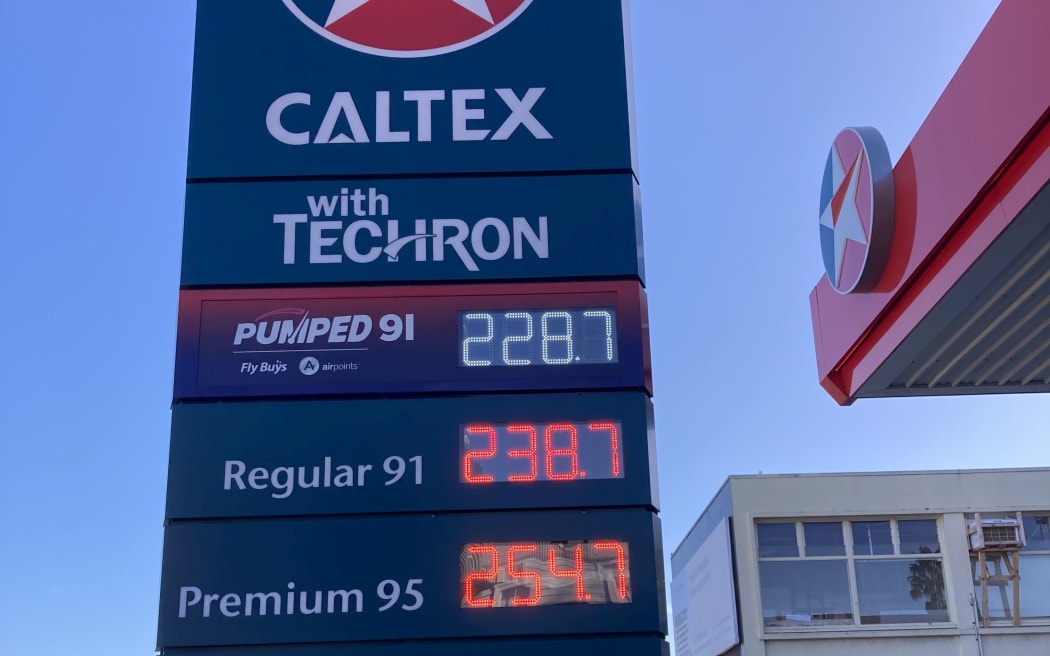 CALTEX
with
TECHRON
PUMPED 91 228.7
Fly Buys airpoints
Regular 91 238.7
Premium 95 254.7